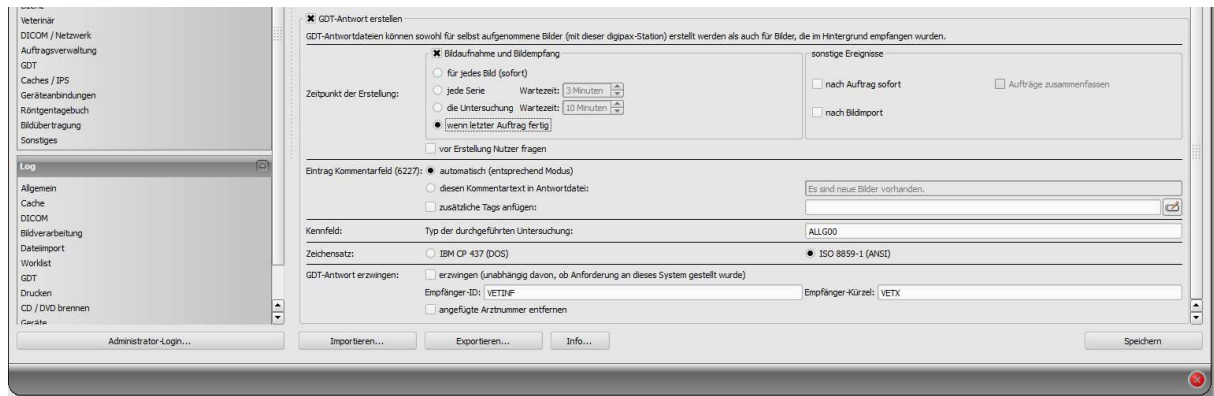 Veterinär
DICOM / Netzwerk
Auftragsverwaltung
GDT
Caches / IPS
Geräteanbindungen
Röntgentagebuch
Bildübertragung
Sonstiges
Log
Allgemein
Cache
DICOM
Bildverarbeitung
Dateiimport
Worklist
GDT
Drucken
CD / DVD brennen
Geräte
Administrator-Login...
GDT-Antwort erstellen
GDT-Antwortdateien können sowohl für selbst aufgenommene Bilder (mit dieser digipax-Station) erstellt werden als auch für Bilder, die im Hintergrund empfangen wurden.
Zeitpunkt der Erstellung:
Bildaufnahme und Bildempfang
für jedes Bild (sofort)
jede Serie Wartezeit: 3 Minuten
die Untersuchung Wartezeit: 10 Minuten
wenn letzter Auftrag fertig
sonstige Ereignisse
nach Auftrag sofort Aufträge zusammenfassen
nach Bildimport
vor Erstellung Nutzer fragen
Eintrag Kommentarfeld (6227): automatisch (entsprechend Modus)
diesen Kommentartext in Antwortdatei: Es sind neue Bilder vorhanden.
zusätzliche Tags anfügen:
Kennfeld: Typ der durchgeführten Untersuchung: ALLG00
Zeichensatz: IBM CP 437 (DOS) ISO 8859-1 (ANSI)
GDT-Antwort erzwingen: erzwingen (unabhängig davon, ob Anforderung an dieses System gestellt wurde)
Empfänger-ID: VETINF Empfänger-Kürzel: VETX
angefügte Arztnummer entfernen
Importieren... Exportieren... Info... Speichern